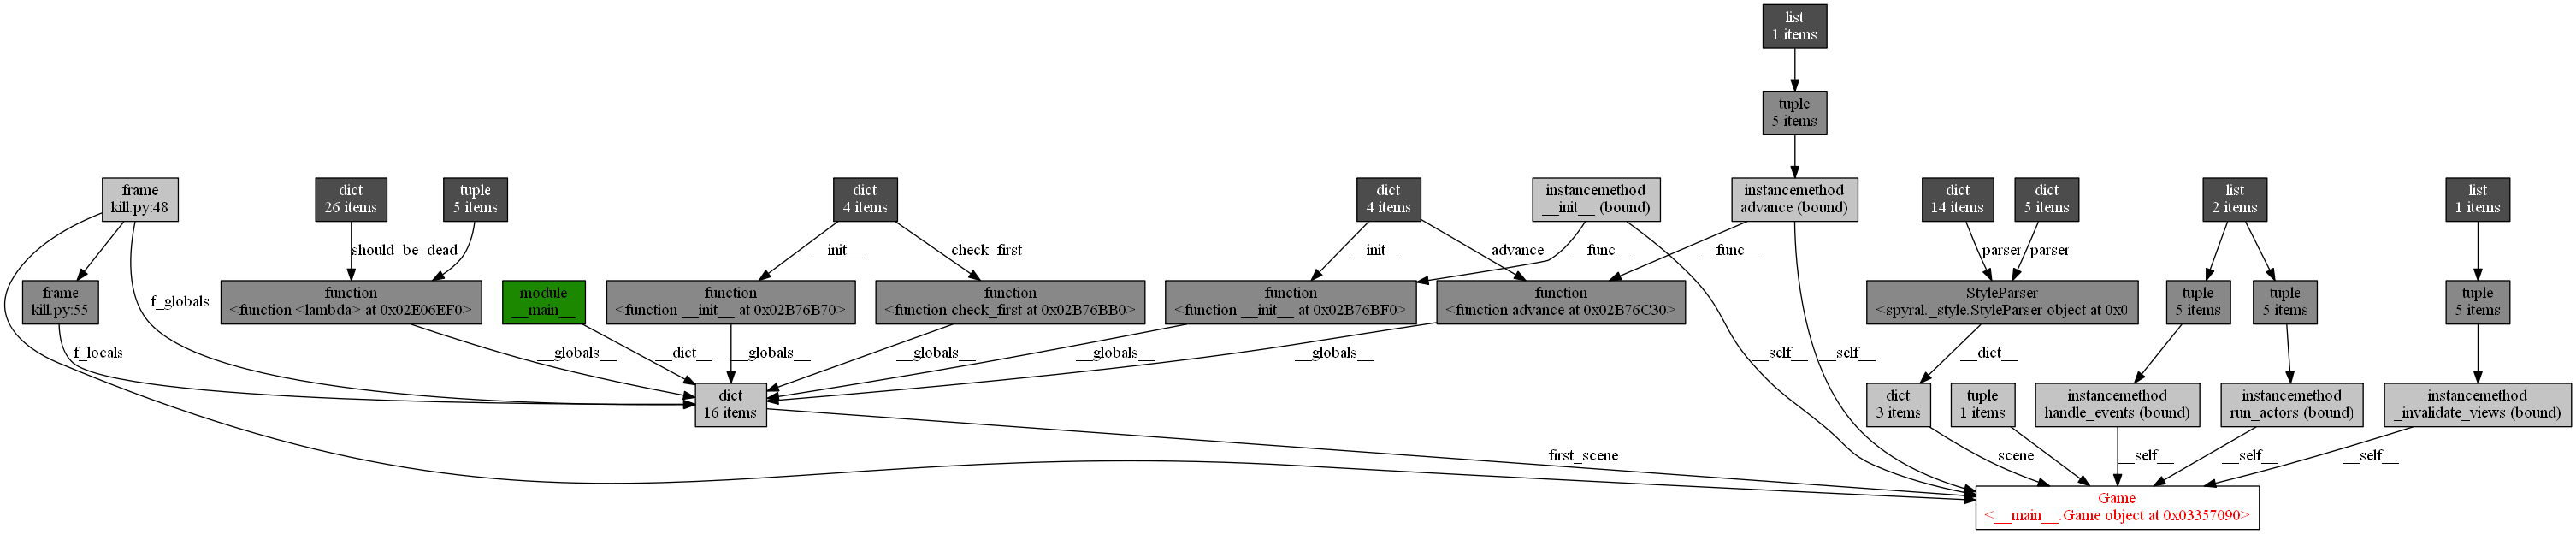 list
1 items
tuple
5 items
frame
kill.py:48
dict
26 items
tuple
5 items
dict
4 items
dict
4 items
instancemethod
__init__ (bound)
instancemethod
advance (bound)
dict
14 items
dict
5 items
list
2 items
list
1 items
f_globals
should_be_dead
__init__
check_first
__init__
advance
__func__
__func__
parser
parser
frame
kill.py:55
function
<function <lambda> at 0x02E06EF0>
module
__main__
function
<function __init__ at 0x02B76B70>
function
<function check_first at 0x02B76BB0>
function
<function __init__ at 0x02B76BF0>
function
<function advance at 0x02B76C30>
StyleParser
<spyral._style.StyleParser object at 0x0
tuple
5 items
tuple
5 items
tuple
5 items
f_locals
__globals__
__dict__
__globals__
__globals__
__globals__
__globals__
__self__
__self__
__dict__
dict
16 items
dict
3 items
tuple
1 items
instancemethod
handle_events (bound)
instancemethod
run_actors (bound)
instancemethod
_invalidate_views (bound)
first_scene
scene
__self__
__self__
__self__
Game
<__main__.Game object at 0x03357090>